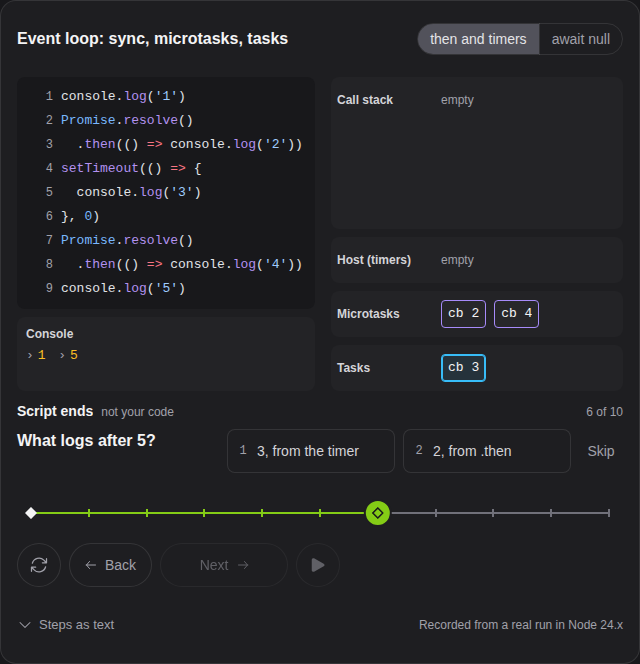 Event loop: sync, microtasks, tasks
then and timers
await null
1 console.log('1')
2 Promise.resolve()
3   .then(() => console.log('2'))
4 setTimeout(() => {
5   console.log('3')
6 }, 0)
7 Promise.resolve()
8   .then(() => console.log('4'))
9 console.log('5')
Console
› 1 › 5
Call stack empty
Host (timers) empty
Microtasks cb 2 cb 4
Tasks cb 3
Script ends not your code
6 of 10
What logs after 5?
1 3, from the timer
2 2, from .then
Skip
← Back
Next →
Steps as text
Recorded from a real run in Node 24.x